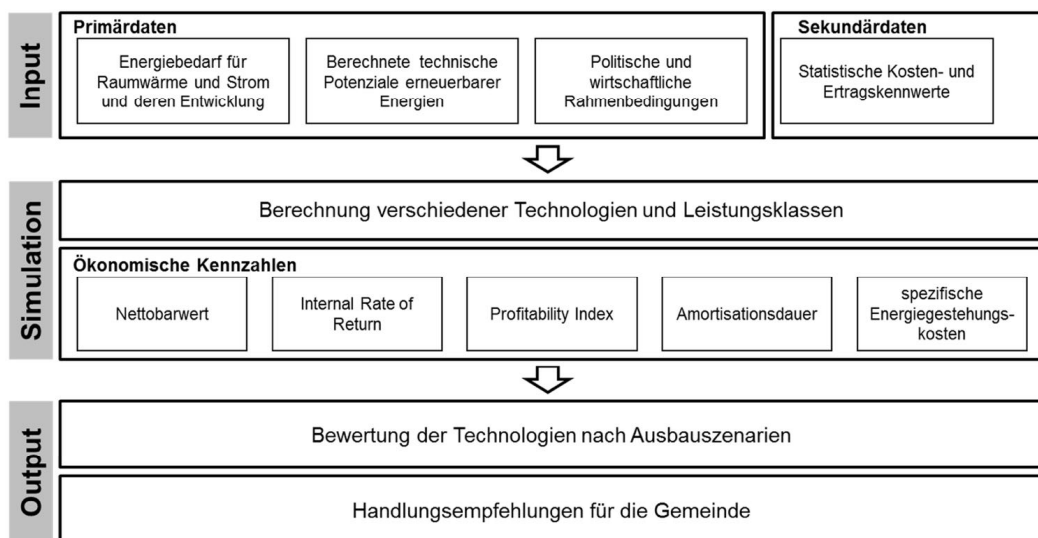 Input
Primärdaten
Energiebedarf für
Raumwärme und Strom
und deren Entwicklung
Berechnete technische
Potenziale erneuerbarer
Energien
Politische und
wirtschaftliche
Rahmenbedingungen
Sekundärdaten
Statistische Kosten- und
Ertragskennwerte
Simulation
Berechnung verschiedener Technologien und Leistungsklassen
Ökonomische Kennzahlen
Nettobarwert
Internal Rate of
Return
Profitability Index
Amortisationsdauer
spezifische
Energiegestehungs-
kosten
Output
Bewertung der Technologien nach Ausbauszenarien
Handlungsempfehlungen für die Gemeinde